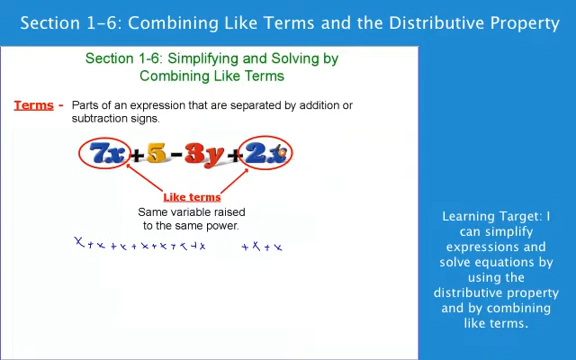 Section 1-6: Combining Like Terms and the Distributive Property
Section 1-6: Simplifying and Solving by
Combining Like Terms
Terms - Parts of an expression that are separated by addition or
subtraction signs.
7x+5-3y+2x
Like terms
Same variable raised
to the same power.
x+x+x+x+x+x+x +x+x
Learning Target: I
can simplify
expressions and
solve equations by
using the
distributive property
and by combining
like terms.